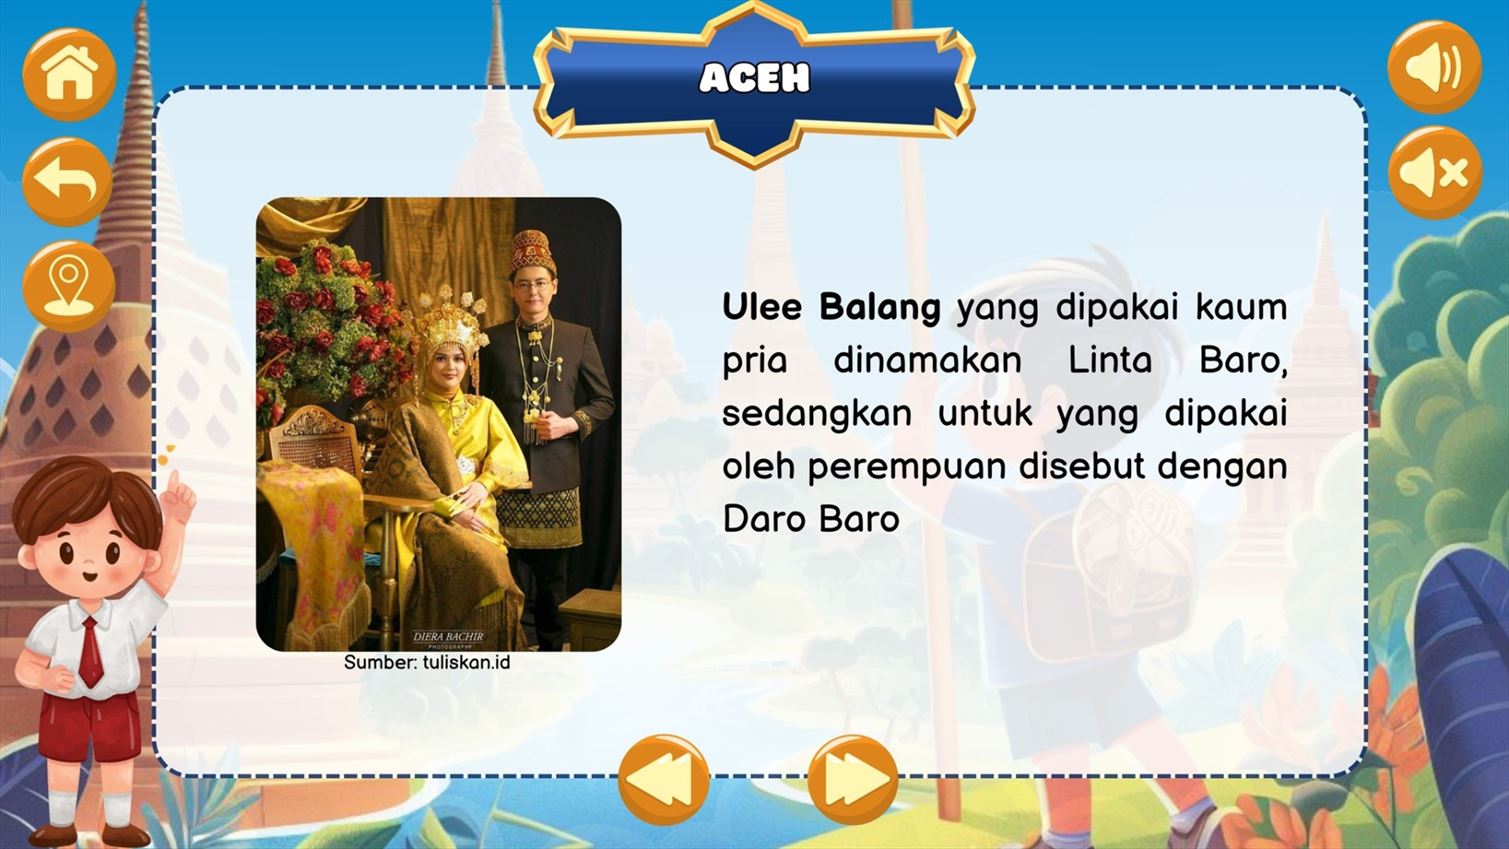 ACEH
Ulee Balang yang dipakai kaum
pria dinamakan Linta Baro,
sedangkan untuk yang dipakai
oleh perempuan disebut dengan
Daro Baro
DIERA BACHIR
PHOTOGRAPHY
Sumber: tuliskan.id